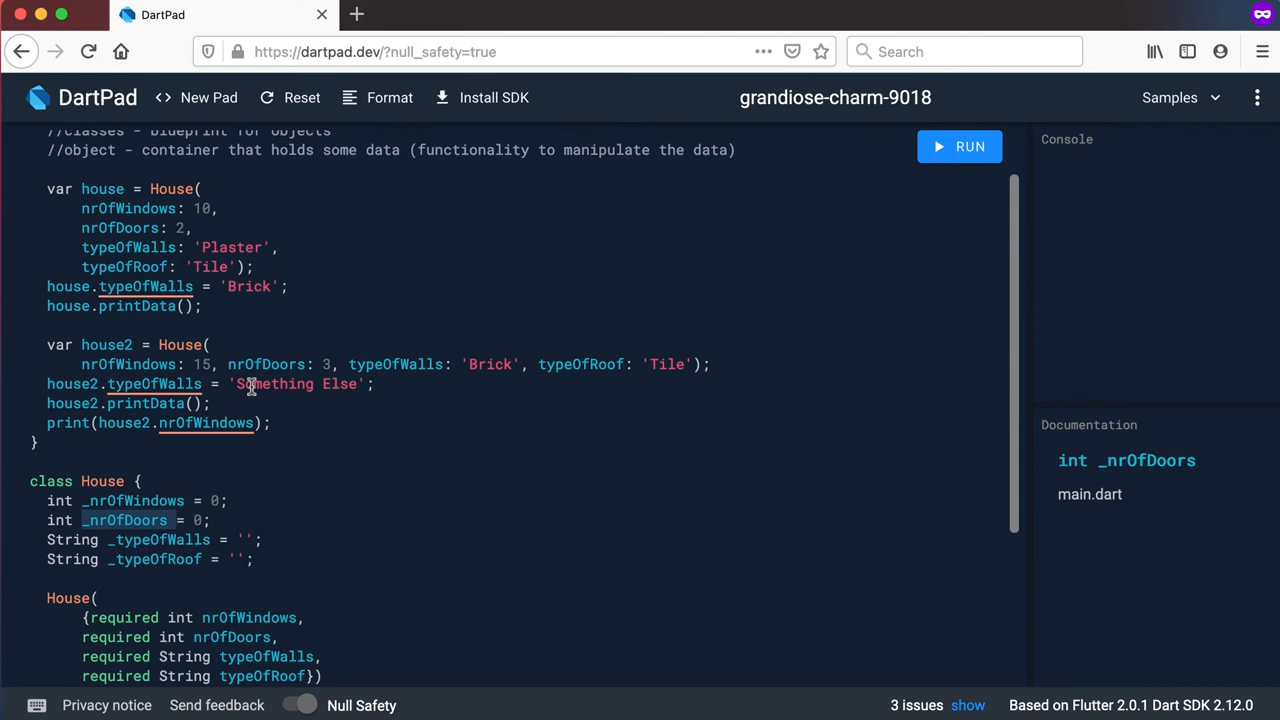 DartPad
https://dartpad.dev/?null_safety=true
Search
DartPad
<> New Pad
Reset
Format
Install SDK
grandiose-charm-9018
Samples
//classes - blueprint for objects
//object - container that holds some data (functionality to manipulate the data)
RUN
Console
var house = House(
nrOfWindows: 10,
nrOfDoors: 2,
typeOfWalls: 'Plaster',
typeOfRoof: 'Tile');
house.typeOfWalls = 'Brick';
house.printData();
var house2 = House(
nrOfWindows: 15, nrOfDoors: 3, typeOfWalls: 'Brick', typeOfRoof: 'Tile');
house2.typeOfWalls = 'Something Else';
house2.printData();
print(house2.nrOfWindows);
}
class House {
int _nrOfWindows = 0;
int _nrOfDoors = 0;
String _typeOfWalls = '';
String _typeOfRoof = '';
House(
{required int nrOfWindows,
required int nrOfDoors,
required String typeOfWalls,
required String typeOfRoof})
Documentation
int _nrOfDoors
main.dart
Privacy notice
Send feedback
Null Safety
3 issues show
Based on Flutter 2.0.1 Dart SDK 2.12.0